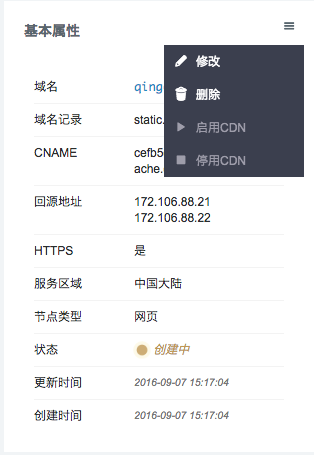 基本属性
修改
删除
启用CDN
停用CDN
域名 qing
域名记录 static.
CNAME cefb5
ache.
回源地址 172.106.88.21
172.106.88.22
HTTPS 是
服务区域 中国大陆
节点类型 网页
状态 创建中
更新时间 2016-09-07 15:17:04
创建时间 2016-09-07 15:17:04